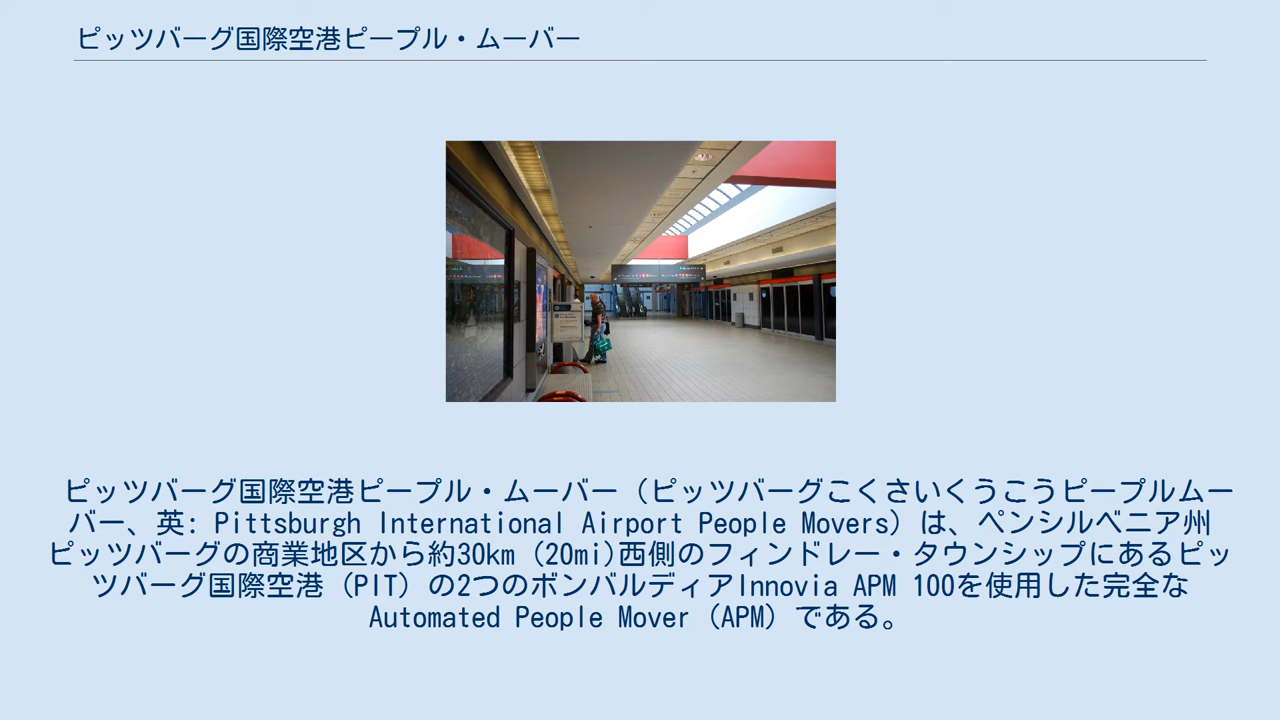 ピッツバーグ国際空港ピープル・ムーバー
ピッツバーグ国際空港ピープル・ムーバー（ピッツバーグこくさいくうこうピープルムー
バー、英: Pittsburgh International Airport People Movers）は、ペンシルベニア州
ピッツバーグの商業地区から約30km (20mi)西側のフィンドレー・タウンシップにあるピッ
ツバーグ国際空港（PIT）の2つのボンバルディアInnovia APM 100を使用した完全な
Automated People Mover（APM）である。